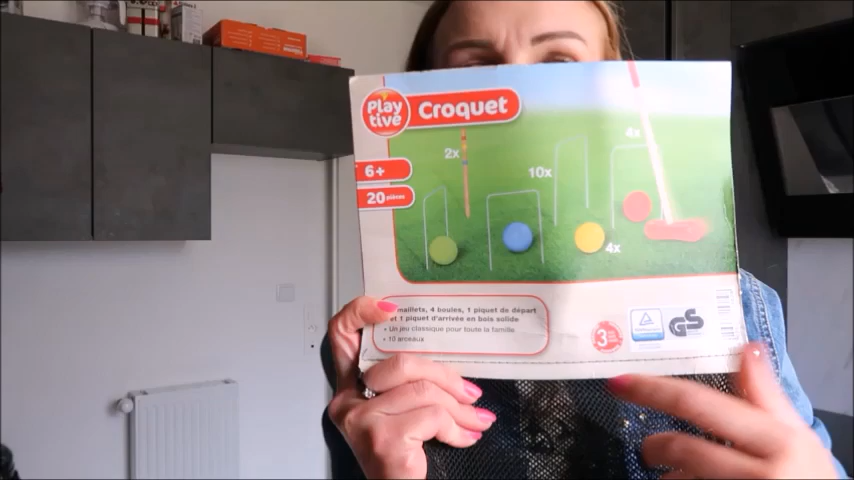 Play
tive
Croquet
2x
10x
4x
6+
20 pièces
4x
maillets, 4 boules, 1 piquet de départ
et 1 piquet d'arrivée en bois solide
• Un jeu classique pour toute la famille
• 10 arceaux
3
GS